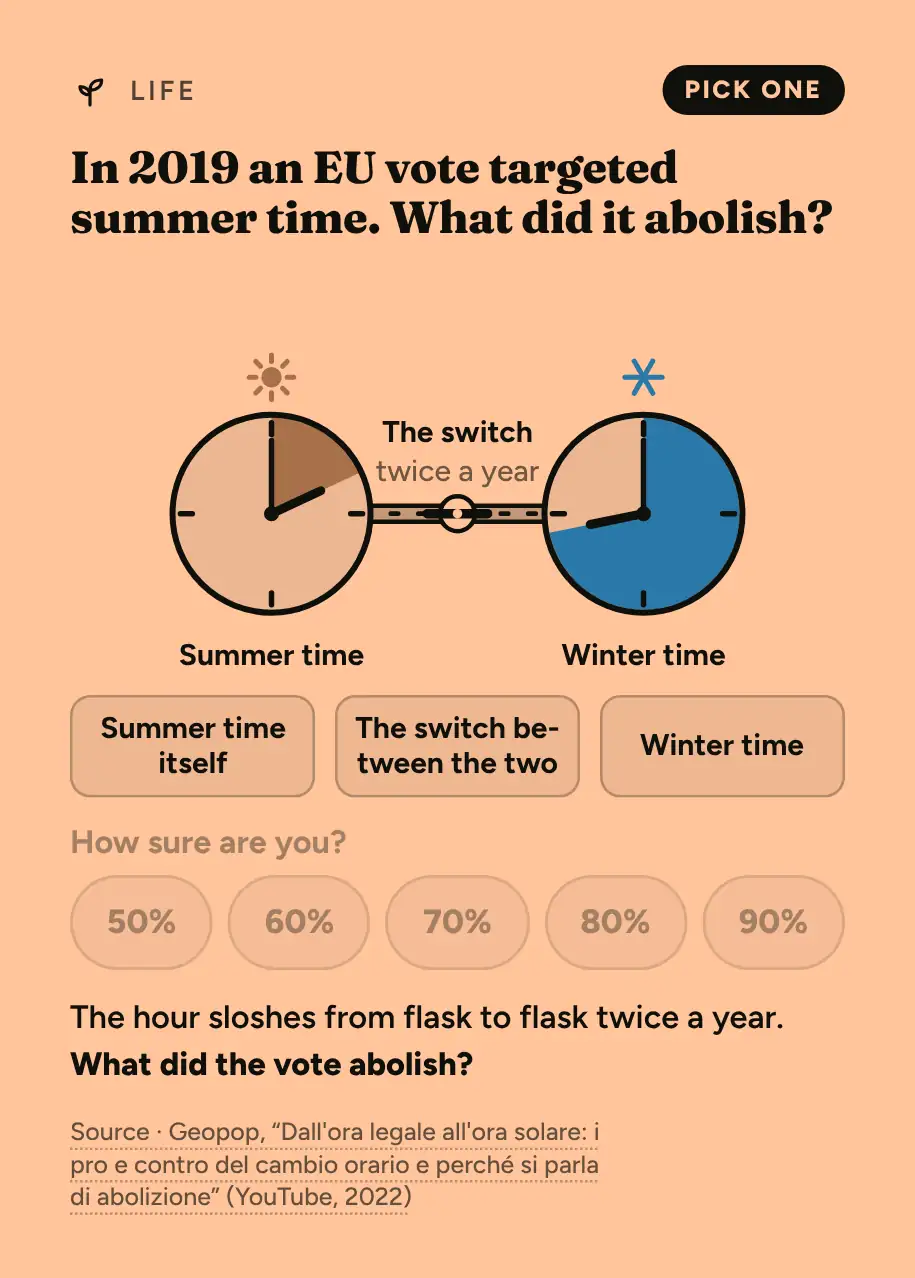 LIFE
PICK ONE
In 2019 an EU vote targeted
summer time. What did it abolish?
The switch
twice a year
Summer time
Winter time
Summer time
itself
The switch be-
tween the two
Winter time
How sure are you?
50%
60%
70%
80%
90%
The hour sloshes from flask to flask twice a year.
What did the vote abolish?
Source · Geopop, “Dall'ora legale all'ora solare: i
pro e contro del cambio orario e perché si parla
di abolizione” (YouTube, 2022)